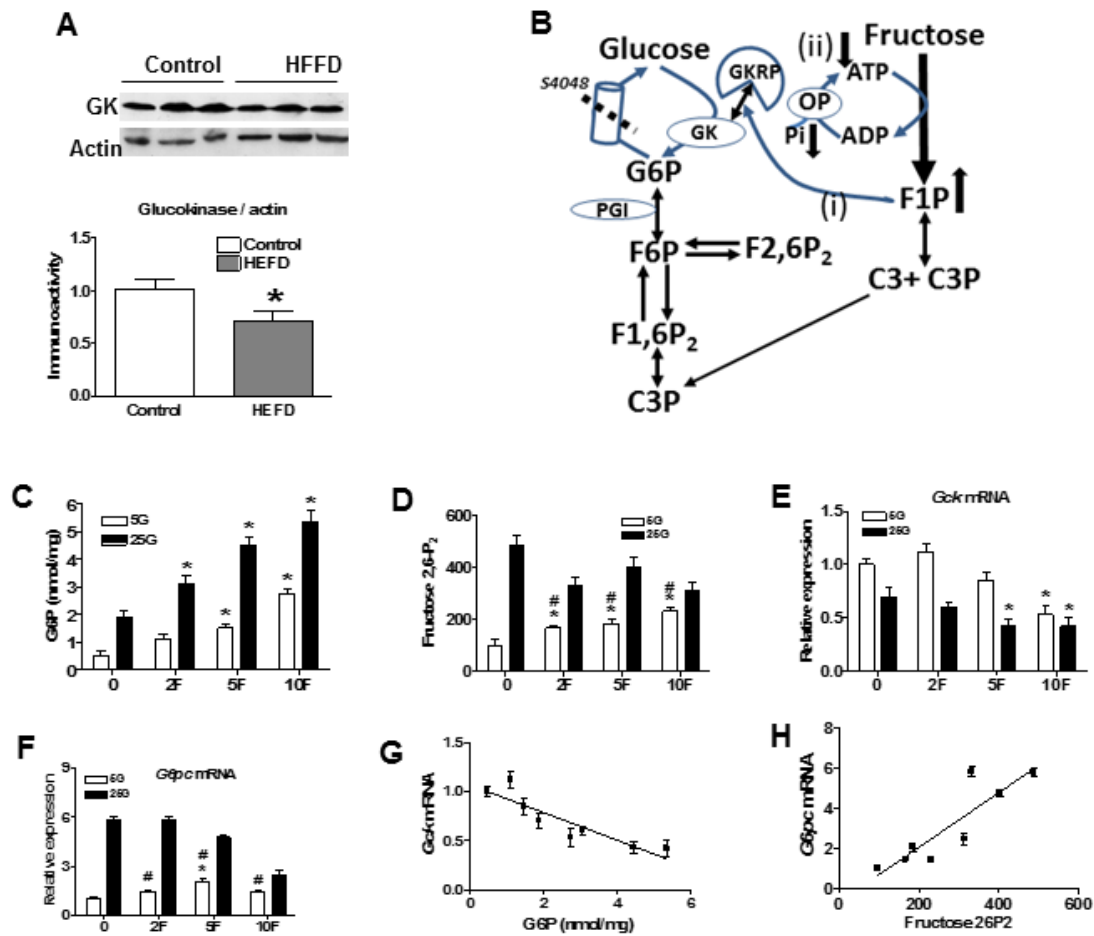 A
Control HFFD
GK
Actin
Glucokinase / actin
Immunoactivity
1.5
1.0
0.5
0.0
Control
HEFD
*
Control
HEFD
B
Glucose
S4048
GKRP
GK
G6P
PGI
F6P
F2,6P2
F1,6P2
C3P
(ii)
Fructose
ATP
OP
Pi
ADP
(i)
F1P
C3+ C3P
C
G6P (nmol/mg)
6
5
4
3
2
1
0
5G
25G
* * * * *
0 2F 5F 10F
D
Fructose 2,6-P2
600
400
200
0
5G
25G
# # #
* * *
0 2F 5F 10F
E
Gck mRNA
Relative expression
1.5
1.0
0.5
0.0
5G
25G
* * *
0 2F 5F 10F
F
G6pc mRNA
Relative expression
9
6
3
0
5G
25G
# # #
*
0 2F 5F 10F
G
Gck mRNA
1.5
1.0
0.5
0.0
0 2 4 6
G6P (nmol/mg)
H
G6pc mRNA
8
6
4
2
0
0 200 400 600
Fructose 26P2